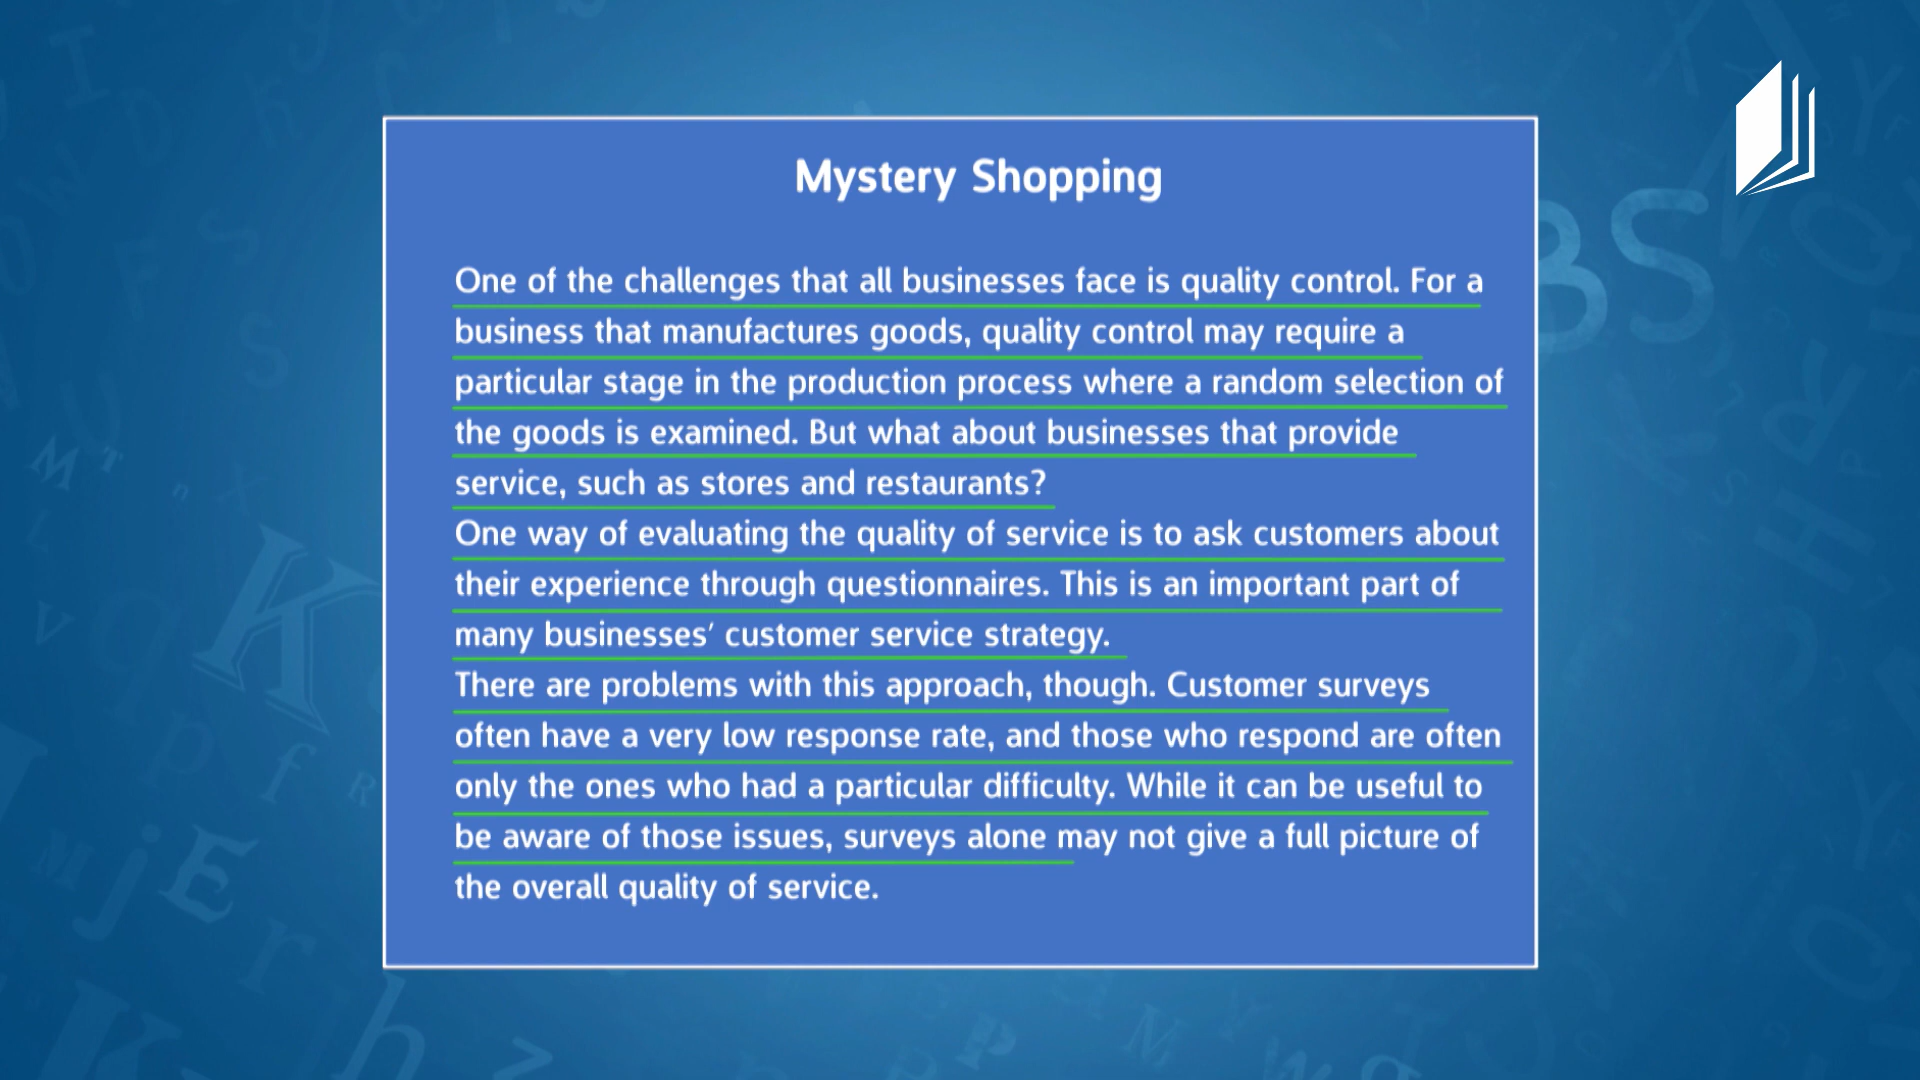 Mystery Shopping
One of the challenges that all businesses face is quality control. For a
business that manufactures goods, quality control may require a
particular stage in the production process where a random selection of
the goods is examined. But what about businesses that provide
service, such as stores and restaurants?
One way of evaluating the quality of service is to ask customers about
their experience through questionnaires. This is an important part of
many businesses’ customer service strategy.
There are problems with this approach, though. Customer surveys
often have a very low response rate, and those who respond are often
only the ones who had a particular difficulty. While it can be useful to
be aware of those issues, surveys alone may not give a full picture of
the overall quality of service.